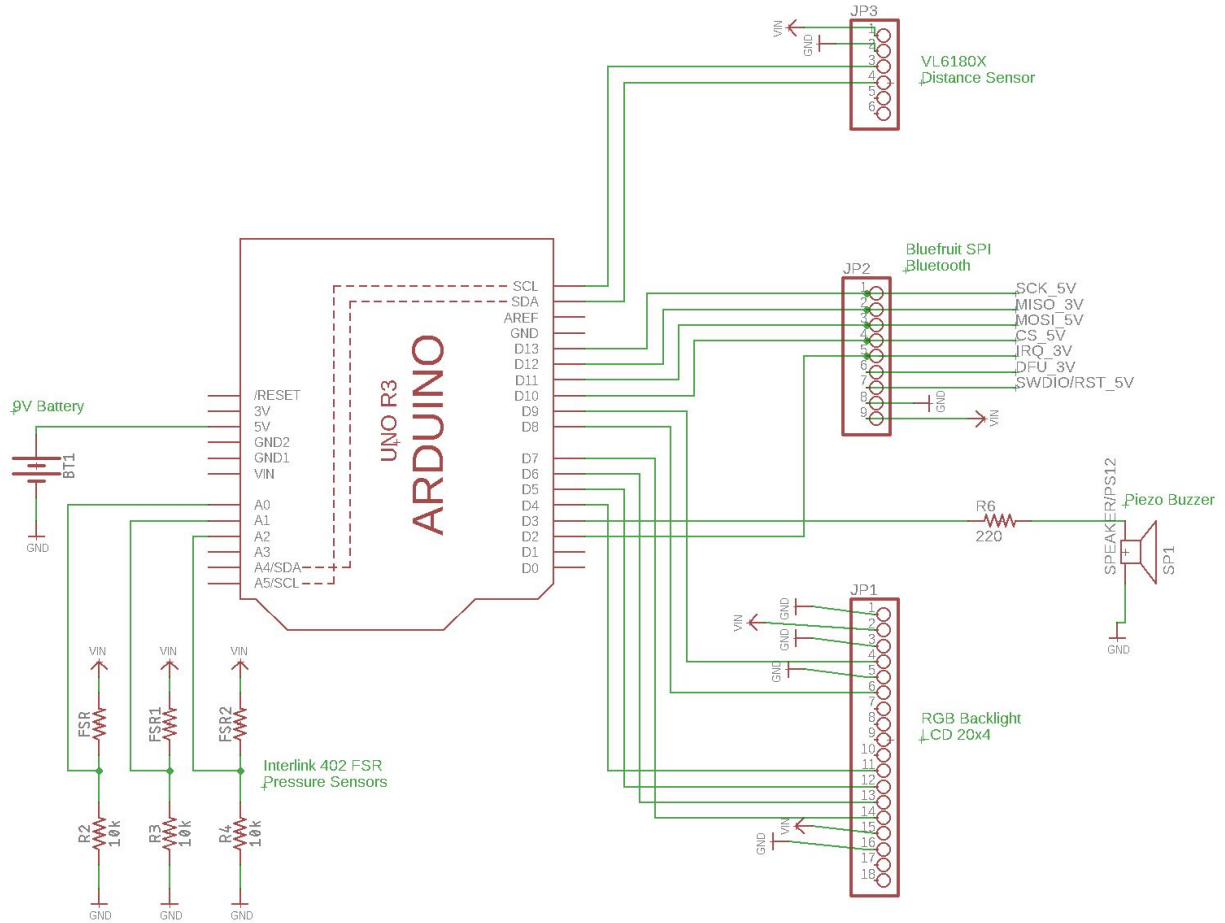 JP3
VIN
GND
1
2
3
4
5
6
VL6180X
Distance Sensor
Bluefruit SPI
Bluetooth
JP2
1
2
3
4
5
6
7
8
9
SCK_5V
MISO_3V
MOSI_5V
CS_5V
IRQ_3V
DFU_3V
SWDIO/RST_5V
GND
VIN
SCL
SDA
AREF
GND
D13
D12
D11
D10
D9
D8
D7
D6
D5
D4
D3
D2
D1
D0
UNO R3
ARDUINO
/RESET
3V
5V
GND2
GND1
VIN
A0
A1
A2
A3
A4/SDA
A5/SCL
9V Battery
BT1
GND
R6
220
SPEAKER/PS12
Piezo Buzzer
SP1
GND
JP1
GND
VIN
GND
GND
VIN
GND
1
2
3
4
5
6
7
8
9
10
11
12
13
14
15
16
17
18
RGB Backlight
LCD 20x4
VIN
VIN
VIN
FSR
FSR1
FSR2
Interlink 402 FSR
Pressure Sensors
R2
10k
R3
10k
R4
10k
GND
GND
GND